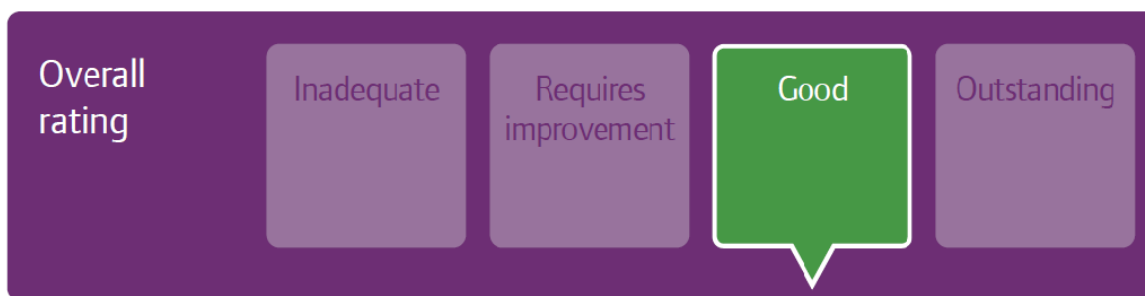 Overall
rating
Inadequate
Requires
improvement
Good
Outstanding